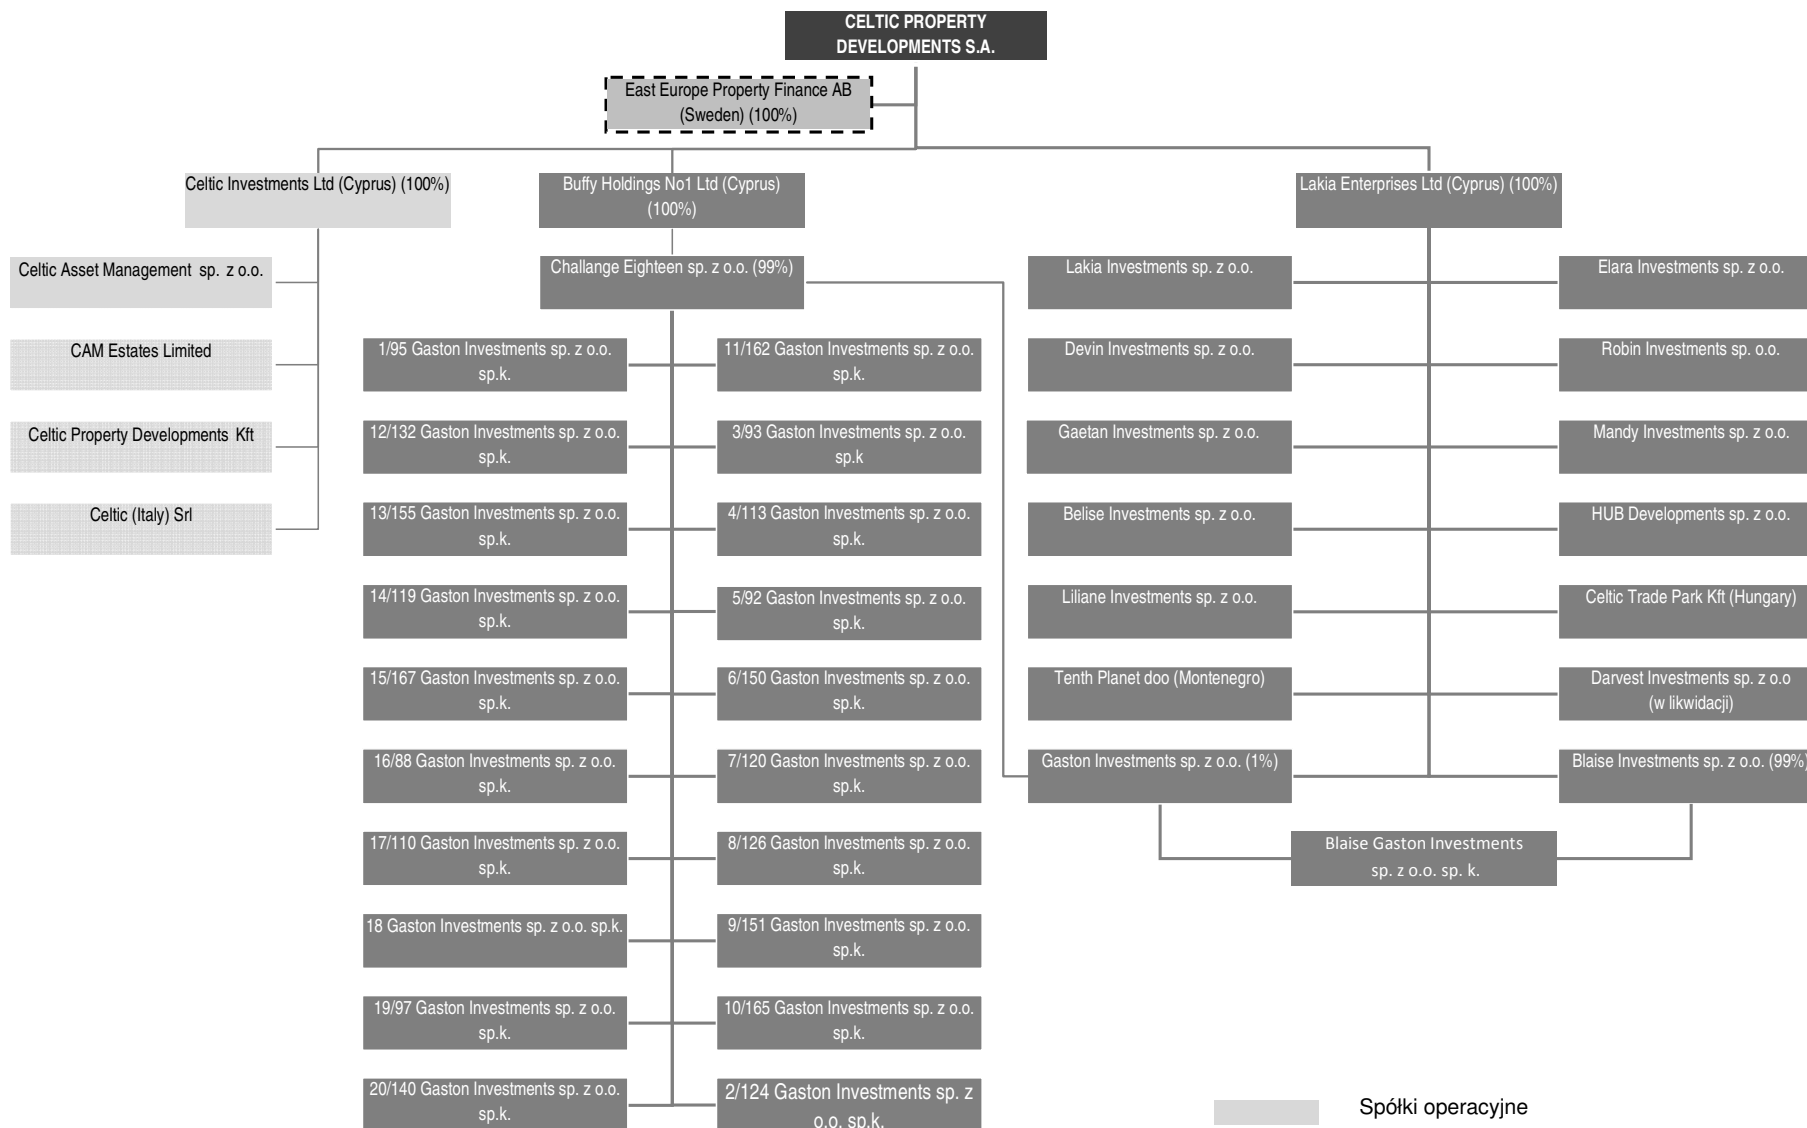 CELTIC PROPERTY
DEVELOPMENTS S.A.
East Europe Property Finance AB
(Sweden) (100%)
Celtic Investments Ltd (Cyprus) (100%)
Buffy Holdings No1 Ltd (Cyprus)
(100%)
Lakia Enterprises Ltd (Cyprus) (100%)
Celtic Asset Management sp. z o.o.
CAM Estates Limited
Celtic Property Developments Kft
Celtic (Italy) Srl
Challange Eighteen sp. z o.o. (99%)
1/95 Gaston Investments sp. z o.o.
sp.k.
11/162 Gaston Investments sp. z o.o.
sp.k.
12/132 Gaston Investments sp. z o.o.
sp.k.
3/93 Gaston Investments sp. z o.o.
sp.k
13/155 Gaston Investments sp. z o.o.
sp.k.
4/113 Gaston Investments sp. z o.o.
sp.k.
14/119 Gaston Investments sp. z o.o.
sp.k.
5/92 Gaston Investments sp. z o.o.
sp.k.
15/167 Gaston Investments sp. z o.o.
sp.k.
6/150 Gaston Investments sp. z o.o.
sp.k.
16/88 Gaston Investments sp. z o.o.
sp.k.
7/120 Gaston Investments sp. z o.o.
sp.k.
17/110 Gaston Investments sp. z o.o.
sp.k.
8/126 Gaston Investments sp. z o.o.
sp.k.
18 Gaston Investments sp. z o.o. sp.k.
9/151 Gaston Investments sp. z o.o.
sp.k.
19/97 Gaston Investments sp. z o.o.
sp.k.
10/165 Gaston Investments sp. z o.o.
sp.k.
20/140 Gaston Investments sp. z o.o.
sp.k.
2/124 Gaston Investments sp. z
o.o. sp.k.
Lakia Investments sp. z o.o.
Elara Investments sp. z o.o.
Devin Investments sp. z o.o.
Robin Investments sp. o.o.
Gaetan Investments sp. z o.o.
Mandy Investments sp. z o.o.
Belise Investments sp. z o.o.
HUB Developments sp. z o.o.
Liliane Investments sp. z o.o.
Celtic Trade Park Kft (Hungary)
Tenth Planet doo (Montenegro)
Darvest Investments sp. z o.o
(w likwidacji)
Gaston Investments sp. z o.o. (1%)
Blaise Investments sp. z o.o. (99%)
Blaise Gaston Investments
sp. z o.o. sp. k.
Spółki operacyjne